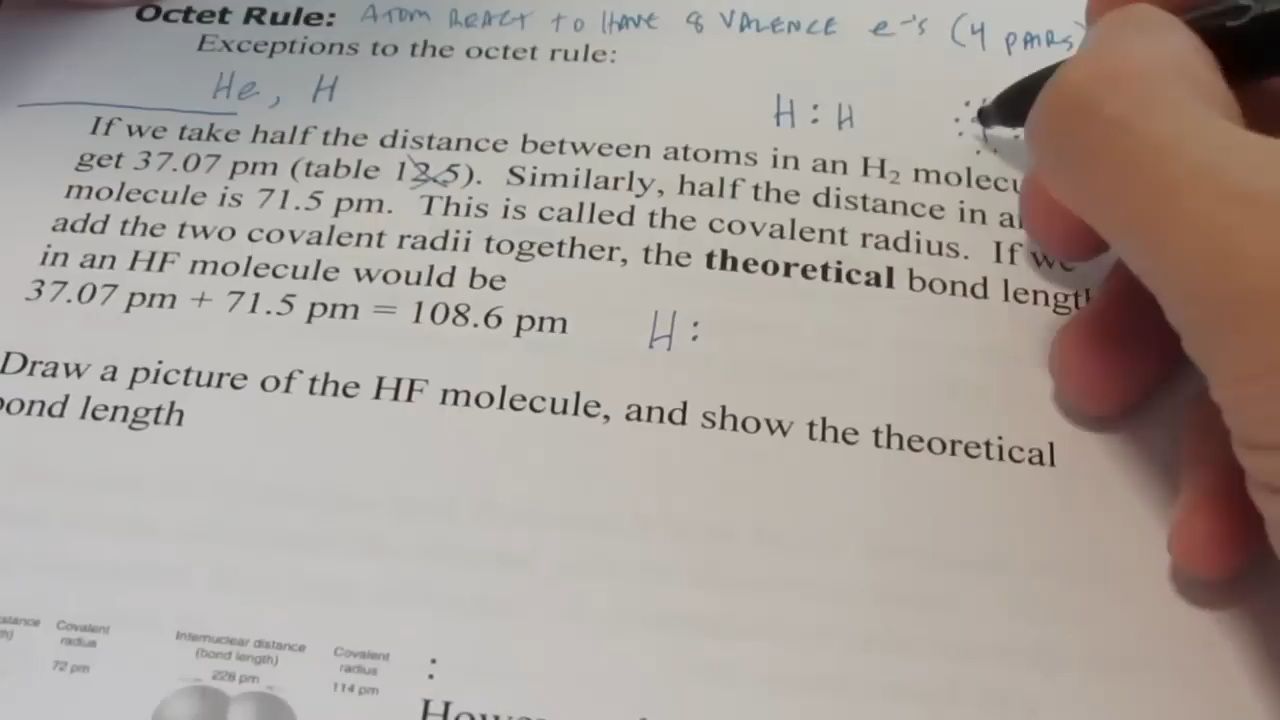 Octet Rule: ATOM REACT TO HAVE 8 VALENCE e-'s (4 PAIRS)
Exceptions to the octet rule:
He, H
H : H
If we take half the distance between atoms in an H₂
get 37.07 pm (table 13.5). Similarly, half the distance in
molecule is 71.5 pm. This is called the covalent radius. If we
add the two covalent radii together, the theoretical bond
in an HF molecule would be
37.07 pm + 71.5 pm = 108.6 pm
H :
Draw a picture of the HF molecule, and show the theoretical
bond length
Covalent
Internuclear distance
radius
(bond length)
Covalent
72 pm
228 pm
radius
114 pm
: